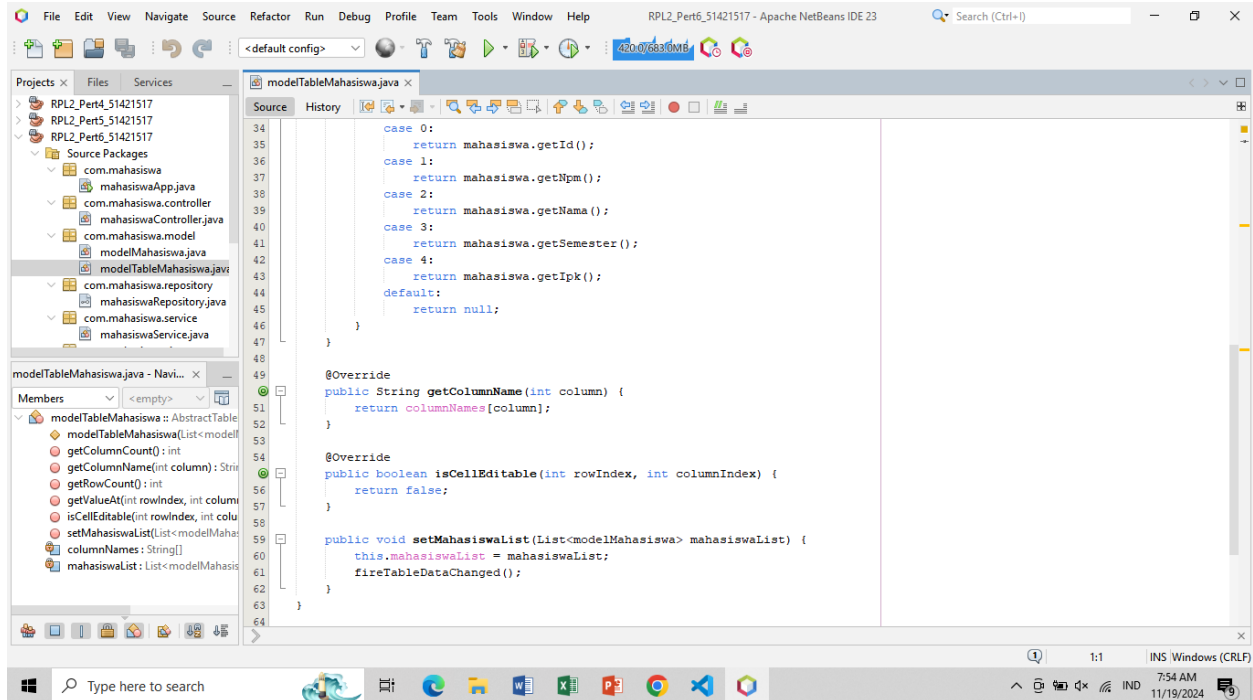 File Edit View Navigate Source Refactor Run Debug Profile Team Tools Window Help RPL2_Pert6_51421517 - Apache NetBeans IDE 23 Search (Ctrl+I)
<default config> 420.0/683.0MB
Projects Files Services
RPL2_Pert4_51421517
RPL2_Pert5_51421517
RPL2_Pert6_51421517
Source Packages
com.mahasiswa
mahasiswaApp.java
com.mahasiswa.controller
mahasiswaController.java
com.mahasiswa.model
modelMahasiswa.java
modelTableMahasiswa.java
com.mahasiswa.repository
mahasiswaRepository.java
com.mahasiswa.service
mahasiswaService.java
modelTableMahasiswa.java - Navi...
Members <empty>
modelTableMahasiswa :: AbstractTable
modelTableMahasiswa(List<modelM
getColumnCount() : int
getColumnName(int column) : Stri
getRowCount() : int
getValueAt(int rowIndex, int colum
isCellEditable(int rowIndex, int colu
setMahasiswaList(List<modelMaha
columnNames : String[]
mahasiswaList : List<modelMahasis
modelTableMahasiswa.java
Source History
34 case 0:
35 return mahasiswa.getId();
36 case 1:
37 return mahasiswa.getNpm();
38 case 2:
39 return mahasiswa.getNama();
40 case 3:
41 return mahasiswa.getSemester();
42 case 4:
43 return mahasiswa.getIpk();
44 default:
45 return null;
46 }
47 }
48
49 @Override
public String getColumnName(int column) {
51 return columnNames[column];
52 }
53
54 @Override
public boolean isCellEditable(int rowIndex, int columnIndex) {
56 return false;
57 }
58
59 public void setMahasiswaList(List<modelMahasiswa> mahasiswaList) {
60 this.mahasiswaList = mahasiswaList;
61 fireTableDataChanged();
62 }
63 }
64
1 1:1 INS Windows (CRLF)
Type here to search IND 7:54 AM
11/19/2024 9